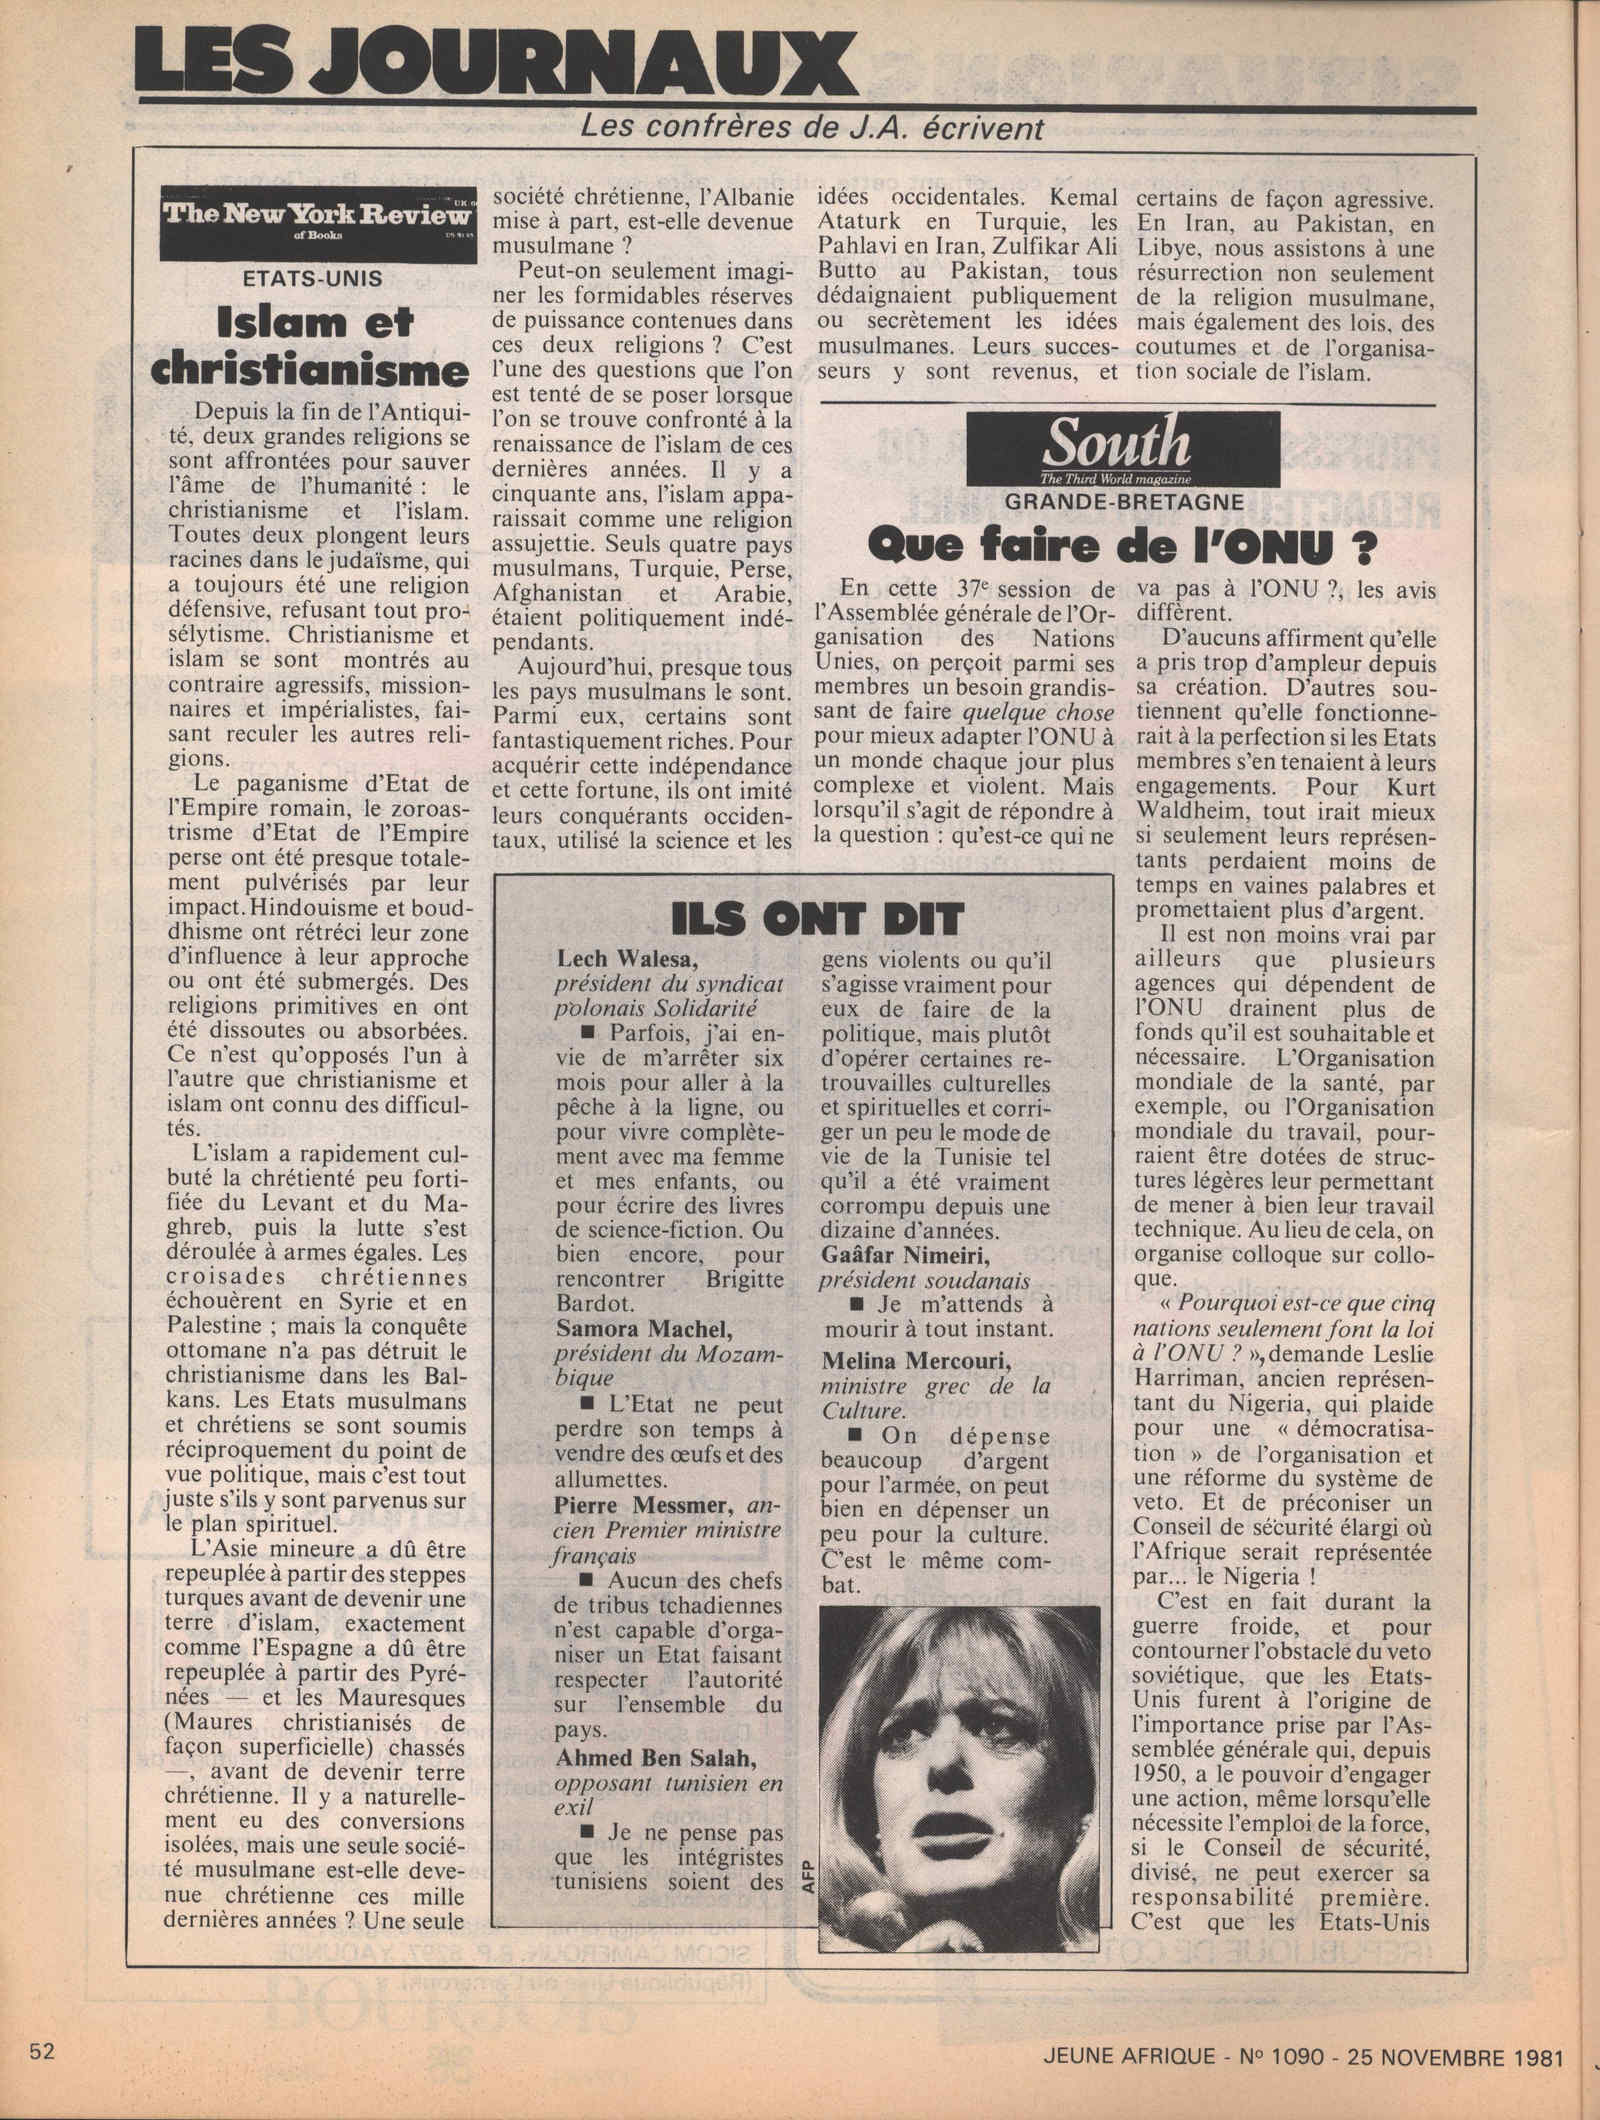 LES JOURNAUX
Les confrères de J.A. écrivent
The New York Review
of Books
ETATS-UNIS
Islam et
christianisme
Depuis la fin de l'Antiqui-
té, deux grandes religions se
sont affrontées pour sauver
l'âme de l'humanité : le
christianisme et l'islam.
Toutes deux plongent leurs
racines dans le judaïsme, qui
a toujours été une religion
défensive, refusant tout pro-
sélytisme. Christianisme et
islam se sont montrés au
contraire agressifs, mission-
naires et impérialistes, fai-
sant reculer les autres reli-
gions.
Le paganisme d'Etat de
l'Empire romain, le zoroas-
trisme d'Etat de l'Empire
perse ont été presque totale-
ment pulvérisés par leur
impact. Hindouisme et boud-
dhisme ont rétréci leur zone
d'influence à leur approche
ou ont été submergés. Des
religions primitives en ont
été dissoutes ou absorbées.
Ce n'est qu'opposés l'un à
l'autre que christianisme et
islam ont connu des difficul-
tés.
L'islam a rapidement cul-
buté la chrétienté peu forti-
fiée du Levant et du Ma-
ghreb, puis la lutte s'est
déroulée à armes égales. Les
croisades chrétiennes
échouèrent en Syrie et en
Palestine ; mais la conquête
ottomane n'a pas détruit le
christianisme dans les Bal-
kans. Les Etats musulmans
et chrétiens se sont soumis
réciproquement du point de
vue politique, mais c'est tout
juste s'ils y sont parvenus sur
le plan spirituel.
L'Asie mineure a dû être
repeuplée à partir des steppes
turques avant de devenir une
terre d'islam, exactement
comme l'Espagne a dû être
repeuplée à partir des Pyré-
nées — et les Mauresques
(Maures christianisés de
façon superficielle) chassés
—, avant de devenir terre
chrétienne. Il y a naturelle-
ment eu des conversions
isolées, mais une seule socié-
té musulmane est-elle deve-
nue chrétienne ces mille
dernières années ? Une seule
société chrétienne, l'Albanie
mise à part, est-elle devenue
musulmane ?
Peut-on seulement imagi-
ner les formidables réserves
de puissance contenues dans
ces deux religions ? C'est
l'une des questions que l'on
est tenté de se poser lorsque
l'on se trouve confronté à la
renaissance de l'islam de ces
dernières années. Il y a
cinquante ans, l'islam appa-
raissait comme une religion
assujettie. Seuls quatre pays
musulmans, Turquie, Perse,
Afghanistan et Arabie,
étaient politiquement indé-
pendants.
Aujourd'hui, presque tous
les pays musulmans le sont.
Parmi eux, certains sont
fantastiquement riches. Pour
acquérir cette indépendance
et cette fortune, ils ont imité
leurs conquérants occiden-
taux, utilisé la science et les
idées occidentales. Kemal
Ataturk en Turquie, les
Pahlavi en Iran, Zulfikar Ali
Butto au Pakistan, tous
dédaignaient publiquement
ou secrètement les idées
musulmanes. Leurs succes-
seurs y sont revenus, et
certains de façon agressive.
En Iran, au Pakistan, en
Libye, nous assistons à une
résurrection non seulement
de la religion musulmane,
mais également des lois, des
coutumes et de l'organisa-
tion sociale de l'islam.
South
The Third World magazine
GRANDE-BRETAGNE
Que faire de l'ONU ?
En cette 37e session de
l'Assemblée générale de l'Or-
ganisation des Nations
Unies, on perçoit parmi ses
membres un besoin grandis-
sant de faire quelque chose
pour mieux adapter l'ONU à
un monde chaque jour plus
complexe et violent. Mais
lorsqu'il s'agit de répondre à
la question : qu'est-ce qui ne
va pas à l'ONU ?, les avis
diffèrent.
D'aucuns affirment qu'elle
a pris trop d'ampleur depuis
sa création. D'autres sou-
tiennent qu'elle fonctionne-
rait à la perfection si les Etats
membres s'en tenaient à leurs
engagements. Pour Kurt
Waldheim, tout irait mieux
si seulement leurs représen-
tants perdaient moins de
temps en vaines palabres et
promettaient plus d'argent.
Il est non moins vrai par
ailleurs que plusieurs
agences qui dépendent de
l'ONU drainent plus de
fonds qu'il est souhaitable et
nécessaire. L'Organisation
mondiale de la santé, par
exemple, ou l'Organisation
mondiale du travail, pour-
raient être dotées de struc-
tures légères leur permettant
de mener à bien leur travail
technique. Au lieu de cela, on
organise colloque sur collo-
que.
« Pourquoi est-ce que cinq
nations seulement font la loi
à l'ONU ? », demande Leslie
Harriman, ancien représen-
tant du Nigeria, qui plaide
pour une « démocratisa-
tion » de l'organisation et
une réforme du système de
veto. Et de préconiser un
Conseil de sécurité élargi où
l'Afrique serait représentée
par... le Nigeria !
C'est en fait durant la
guerre froide, et pour
contourner l'obstacle du veto
soviétique, que les Etats-
Unis furent à l'origine de
l'importance prise par l'As-
semblée générale qui, depuis
1950, a le pouvoir d'engager
une action, même lorsqu'elle
nécessite l'emploi de la force,
si le Conseil de sécurité,
divisé, ne peut exercer sa
responsabilité première.
C'est que les Etats-Unis
ILS ONT DIT
Lech Walesa,
président du syndicat
polonais Solidarité
■ Parfois, j'ai en-
vie de m'arrêter six
mois pour aller à la
pêche à la ligne, ou
pour vivre complète-
ment avec ma femme
et mes enfants, ou
pour écrire des livres
de science-fiction. Ou
bien encore, pour
rencontrer Brigitte
Bardot.
Samora Machel,
président du Mozam-
bique
■ L'Etat ne peut
perdre son temps à
vendre des œufs et des
allumettes.
Pierre Messmer, an-
cien Premier ministre
français
■ Aucun des chefs
de tribus tchadiennes
n'est capable d'orga-
niser un Etat faisant
respecter l'autorité
sur l'ensemble du
pays.
Ahmed Ben Salah,
opposant tunisien en
exil
■ Je ne pense pas
que les intégristes
tunisiens soient des
gens violents ou qu'il
s'agisse vraiment pour
eux de faire de la
politique, mais plutôt
d'opérer certaines re-
trouvailles culturelles
et spirituelles et corri-
ger un peu le mode de
vie de la Tunisie tel
qu'il a été vraiment
corrompu depuis une
dizaine d'années.
Gaâfar Nimeiri,
président soudanais
■ Je m'attends à
mourir à tout instant.
Melina Mercouri,
ministre grec de la
Culture.
■ On dépense
beaucoup d'argent
pour l'armée, on peut
bien en dépenser un
peu pour la culture.
C'est le même com-
bat.
AFP
52
JEUNE AFRIQUE - No 1090 - 25 NOVEMBRE 1981